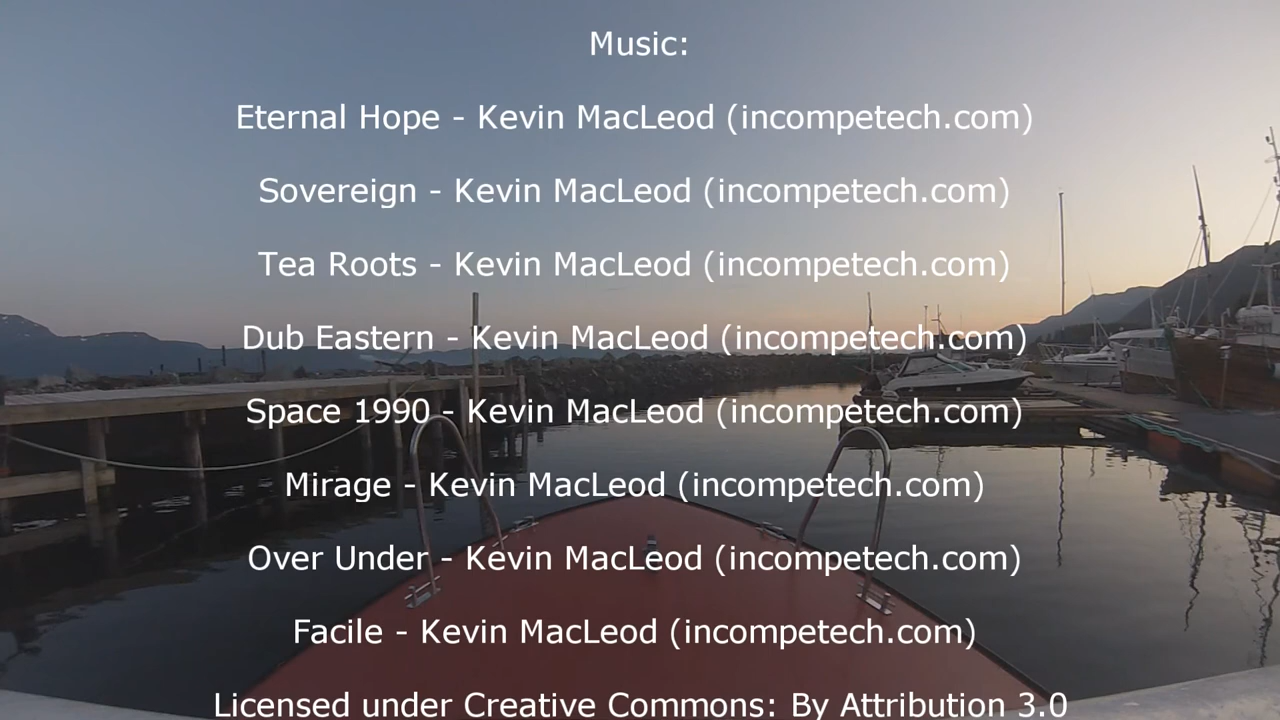 Music:
Eternal Hope - Kevin MacLeod (incompetech.com)
Sovereign - Kevin MacLeod (incompetech.com)
Tea Roots - Kevin MacLeod (incompetech.com)
Dub Eastern - Kevin MacLeod (incompetech.com)
Space 1990 - Kevin MacLeod (incompetech.com)
Mirage - Kevin MacLeod (incompetech.com)
Over Under - Kevin MacLeod (incompetech.com)
Facile - Kevin MacLeod (incompetech.com)
Licensed under Creative Commons: By Attribution 3.0